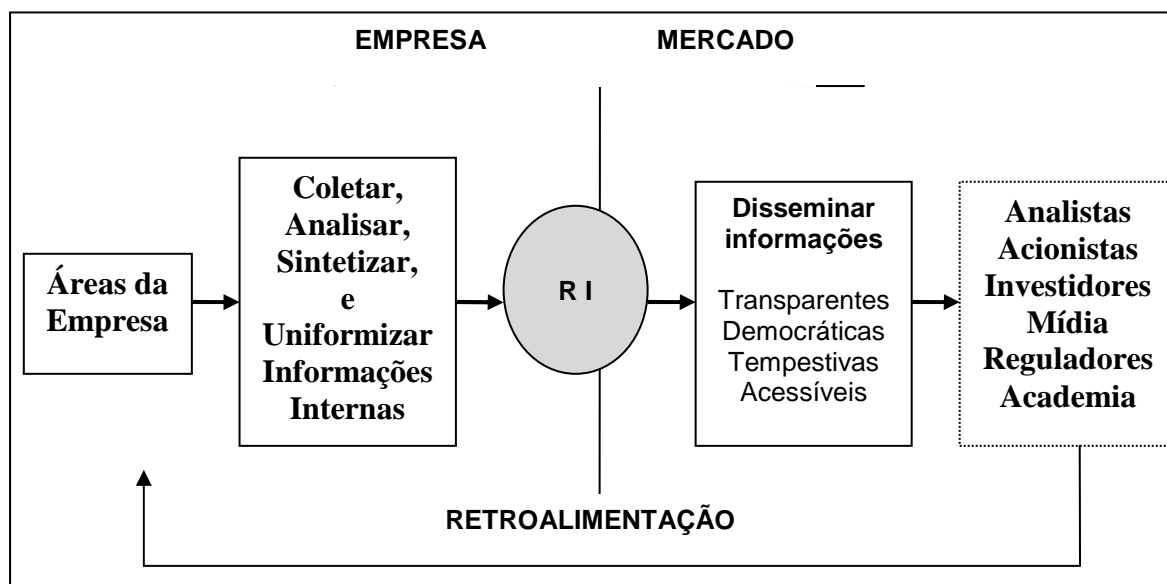 EMPRESA
MERCADO
Áreas da
Empresa
Coletar,
Analisar,
Sintetizar,
e
Uniformizar
Informações
Internas
R I
Disseminar
informações
Transparentes
Democráticas
Tempestivas
Acessíveis
Analistas
Acionistas
Investidores
Mídia
Reguladores
Academia
RETROALIMENTAÇÃO